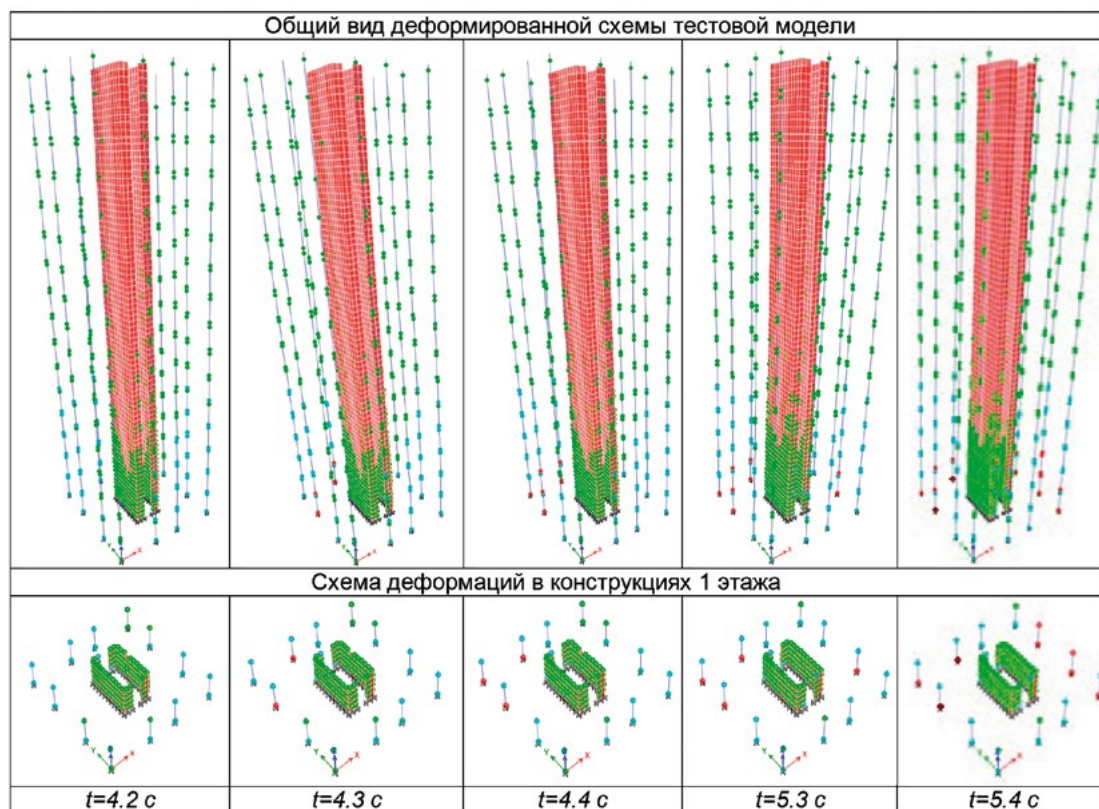 Общий вид деформированной схемы тестовой модели
Y X
Y X
Y X
Y X
Y X
Схема деформаций в конструкциях 1 этажа
Y X
Y X
Y X
Y X
Y X
t=4.2 c
t=4.3 c
t=4.4 c
t=5.3 c
t=5.4 c